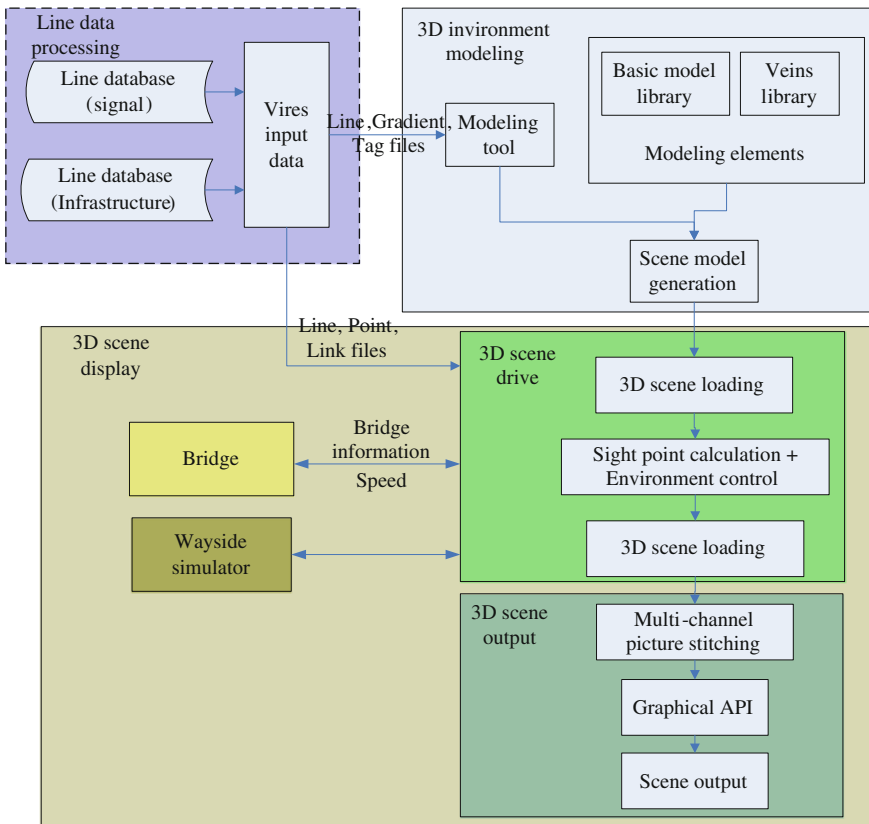 Line data
processing
Line database
(signal)
Line database
(Infrastructure)
Vires
input
data
Line,Gradient,
Tag files
3D invironment
modeling
Modeling
tool
Basic model
library
Veins
library
Modeling elements
Scene model
generation
Line, Point,
Link files
3D scene
display
3D scene
drive
3D scene loading
Sight point calculation +
Environment control
3D scene loading
Bridge
Bridge
information
Speed
Wayside
simulator
3D scene
output
Multi-channel
picture stitching
Graphical API
Scene output